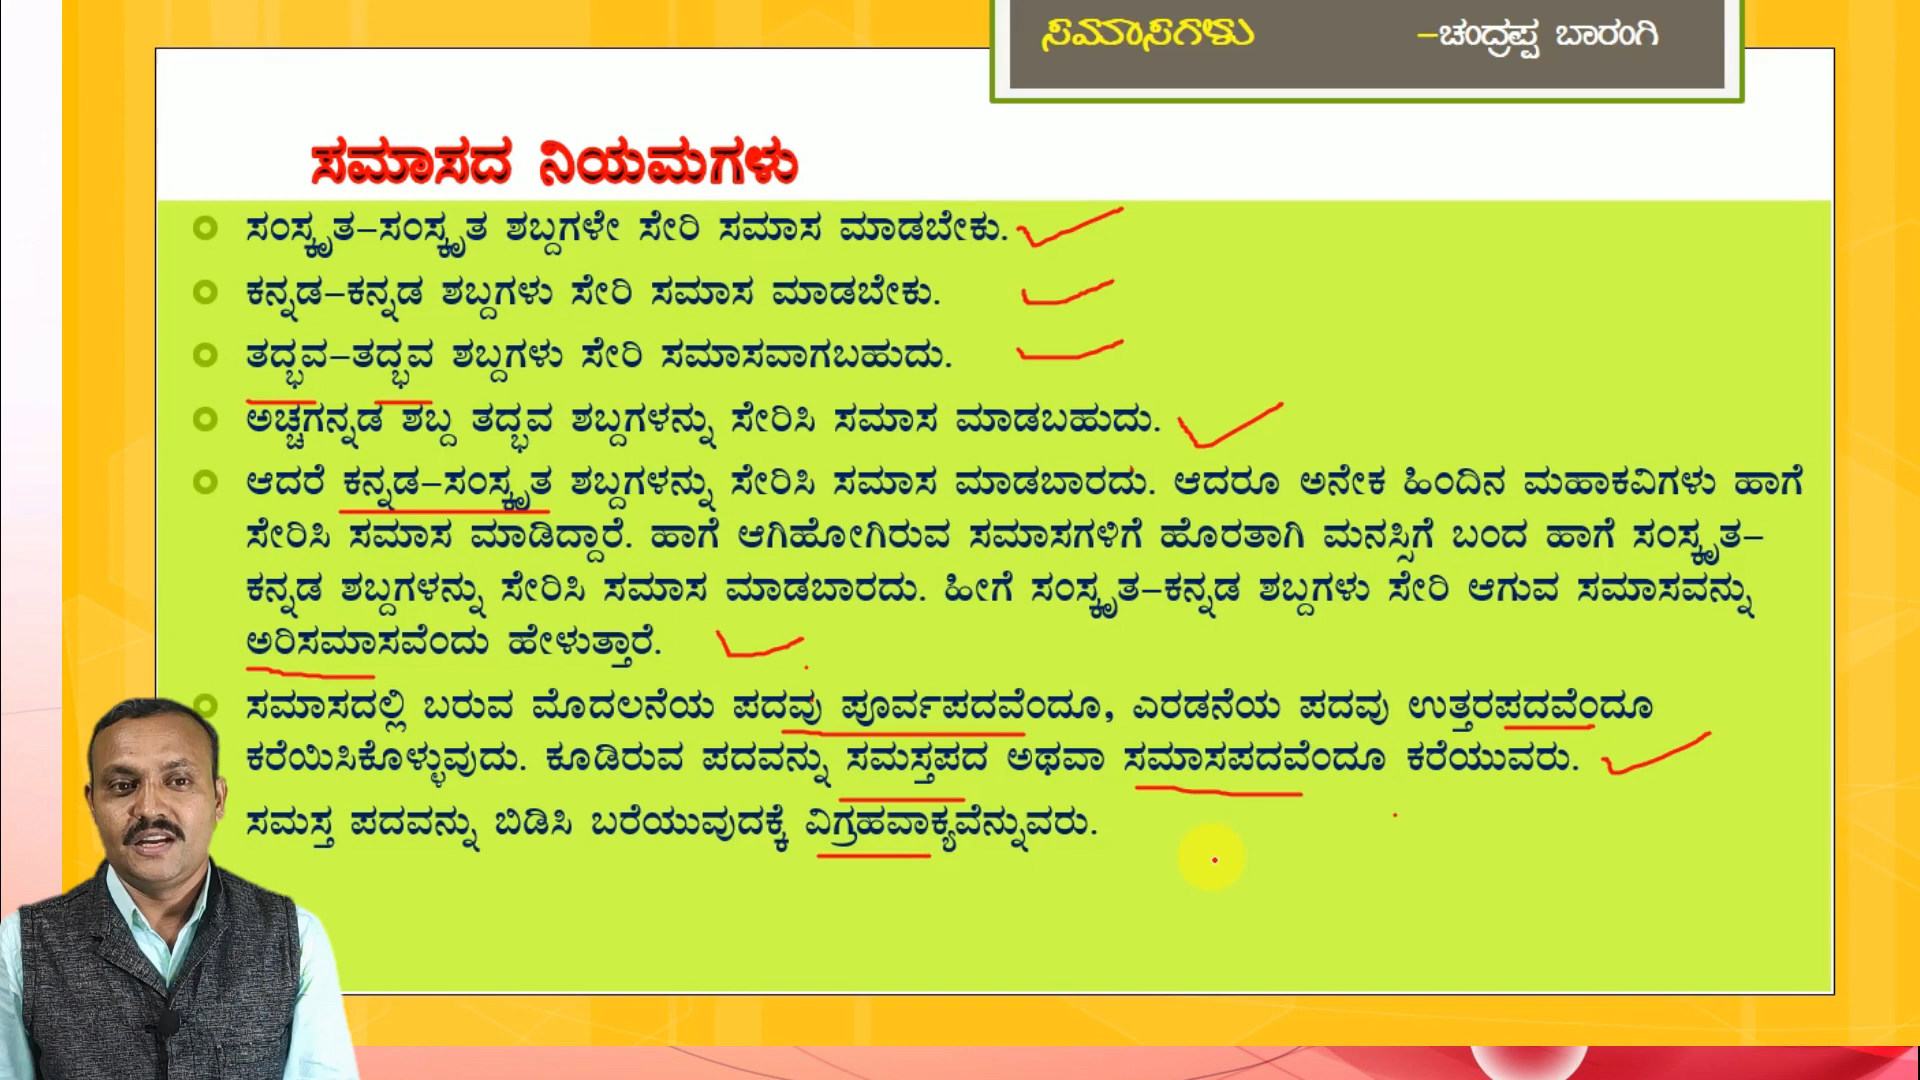 ಸಮಾಸಗಳು –ಚಂದ್ರಪ್ಪ ಬಾರಂಗಿ
ಸಮಾಸದ ನಿಯಮಗಳು
ಸಂಸ್ಕೃತ–ಸಂಸ್ಕೃತ ಶಬ್ದಗಳೇ ಸೇರಿ ಸಮಾಸ ಮಾಡಬೇಕು.
ಕನ್ನಡ–ಕನ್ನಡ ಶಬ್ದಗಳು ಸೇರಿ ಸಮಾಸ ಮಾಡಬೇಕು.
ತದ್ಭವ–ತದ್ಭವ ಶಬ್ದಗಳು ಸೇರಿ ಸಮಾಸವಾಗಬಹುದು.
ಅಚ್ಚಗನ್ನಡ ಶಬ್ದ ತದ್ಭವ ಶಬ್ದಗಳನ್ನು ಸೇರಿಸಿ ಸಮಾಸ ಮಾಡಬಹುದು.
ಆದರೆ ಕನ್ನಡ–ಸಂಸ್ಕೃತ ಶಬ್ದಗಳನ್ನು ಸೇರಿಸಿ ಸಮಾಸ ಮಾಡಬಾರದು. ಆದರೂ ಅನೇಕ ಹಿಂದಿನ ಮಹಾಕವಿಗಳು ಹಾಗೆ
ಸೇರಿಸಿ ಸಮಾಸ ಮಾಡಿದ್ದಾರೆ. ಹಾಗೆ ಆಗಿಹೋಗಿರುವ ಸಮಾಸಗಳಿಗೆ ಹೊರತಾಗಿ ಮನಸ್ಸಿಗೆ ಬಂದ ಹಾಗೆ ಸಂಸ್ಕೃತ–
ಕನ್ನಡ ಶಬ್ದಗಳನ್ನು ಸೇರಿಸಿ ಸಮಾಸ ಮಾಡಬಾರದು. ಹೀಗೆ ಸಂಸ್ಕೃತ–ಕನ್ನಡ ಶಬ್ದಗಳು ಸೇರಿ ಆಗುವ ಸಮಾಸವನ್ನು
ಅರಿಸಮಾಸವೆಂದು ಹೇಳುತ್ತಾರೆ.
ಸಮಾಸದಲ್ಲಿ ಬರುವ ಮೊದಲನೆಯ ಪದವು ಪೂರ್ವಪದವೆಂದೂ, ಎರಡನೆಯ ಪದವು ಉತ್ತರಪದವೆಂದೂ
ಕರೆಯಿಸಿಕೊಳ್ಳುವುದು. ಕೂಡಿರುವ ಪದವನ್ನು ಸಮಸ್ತಪದ ಅಥವಾ ಸಮಾಸಪದವೆಂದೂ ಕರೆಯುವರು.
ಸಮಸ್ತ ಪದವನ್ನು ಬಿಡಿಸಿ ಬರೆಯುವುದಕ್ಕೆ ವಿಗ್ರಹವಾಕ್ಯವೆನ್ನುವರು.